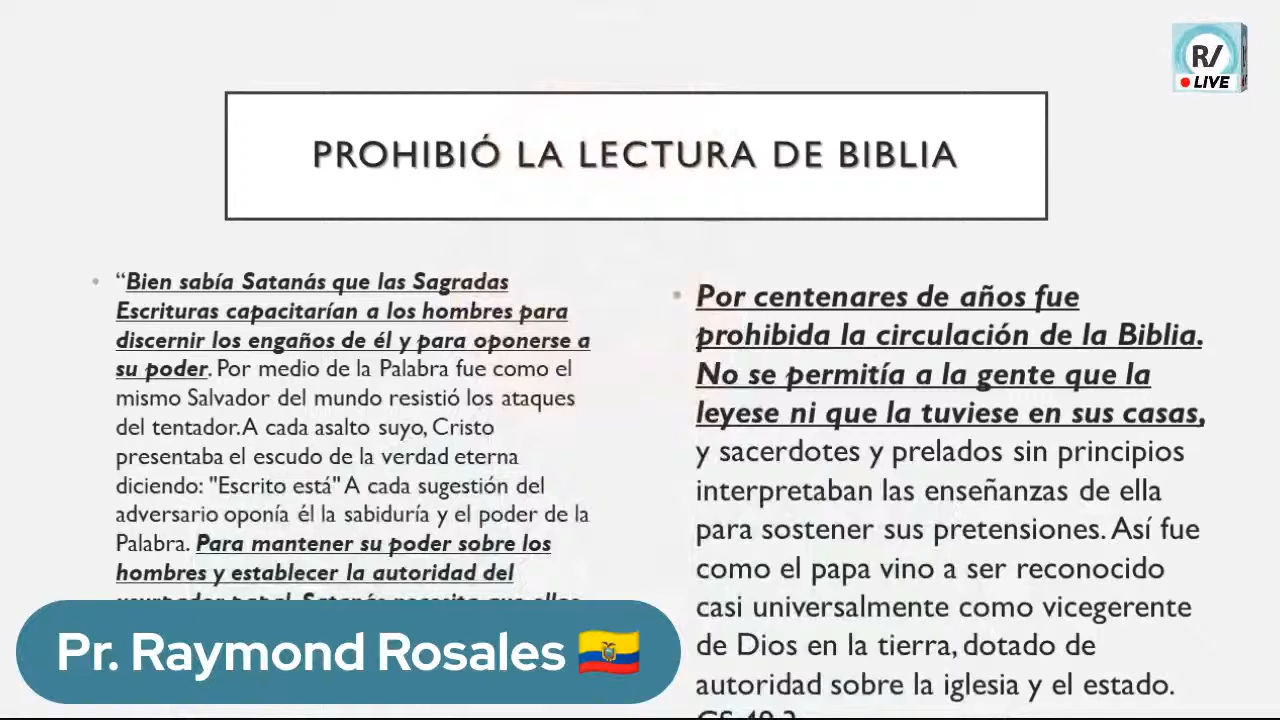 R/
LIVE
PROHIBIÓ LA LECTURA DE BIBLIA
• “Bien sabía Satanás que las Sagradas
Escrituras capacitarían a los hombres para
discernir los engaños de él y para oponerse a
su poder. Por medio de la Palabra fue como el
mismo Salvador del mundo resistió los ataques
del tentador. A cada asalto suyo, Cristo
presentaba el escudo de la verdad eterna
diciendo: "Escrito está" A cada sugestión del
adversario oponía él la sabiduría y el poder de la
Palabra. Para mantener su poder sobre los
hombres y establecer la autoridad del
• Por centenares de años fue
prohibida la circulación de la Biblia.
No se permitía a la gente que la
leyese ni que la tuviese en sus casas,
y sacerdotes y prelados sin principios
interpretaban las enseñanzas de ella
para sostener sus pretensiones. Así fue
como el papa vino a ser reconocido
casi universalmente como vicegerente
de Dios en la tierra, dotado de
autoridad sobre la iglesia y el estado.
Pr. Raymond Rosales